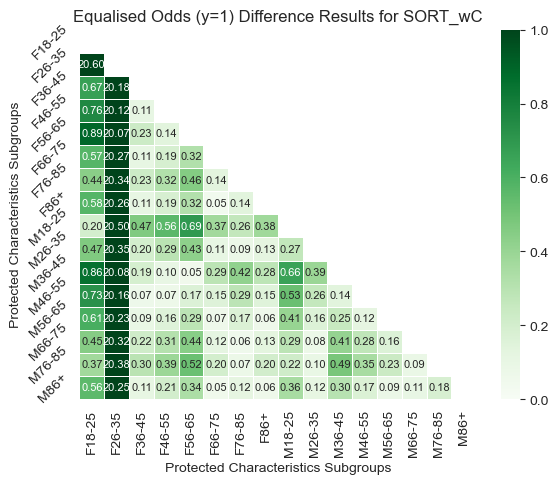 Equalised Odds (y=1) Difference Results for SORT_wC
Protected Characteristics Subgroups
F18-25
F26-35 20.60
F36-45 0.67 20.18
F46-55 0.76 20.12 0.11
F56-65 0.89 20.07 0.23 0.14
F66-75 0.57 20.27 0.11 0.19 0.32
F76-85 0.44 20.34 0.23 0.32 0.46 0.14
F86+ 0.58 20.26 0.11 0.19 0.32 0.05 0.14
M18-25 0.20 20.50 0.47 0.56 0.69 0.37 0.26 0.38
M26-35 0.47 20.35 0.20 0.29 0.43 0.11 0.09 0.13 0.27
M36-45 0.86 20.08 0.19 0.10 0.05 0.29 0.42 0.28 0.66 0.39
M46-55 0.73 20.16 0.07 0.07 0.17 0.15 0.29 0.15 0.53 0.26 0.14
M56-65 0.61 20.23 0.09 0.16 0.29 0.07 0.17 0.06 0.41 0.16 0.25 0.12
M66-75 0.45 20.32 0.22 0.31 0.44 0.12 0.06 0.13 0.29 0.08 0.41 0.28 0.16
M76-85 0.37 20.38 0.30 0.39 0.52 0.20 0.07 0.20 0.22 0.10 0.49 0.35 0.23 0.09
M86+ 0.56 20.25 0.11 0.21 0.34 0.05 0.12 0.06 0.36 0.12 0.30 0.17 0.09 0.11 0.18
F18-25 F26-35 F36-45 F46-55 F56-65 F66-75 F76-85 F86+ M18-25 M26-35 M36-45 M46-55 M56-65 M66-75 M76-85 M86+
Protected Characteristics Subgroups
1.0
0.8
0.6
0.4
0.2
0.0